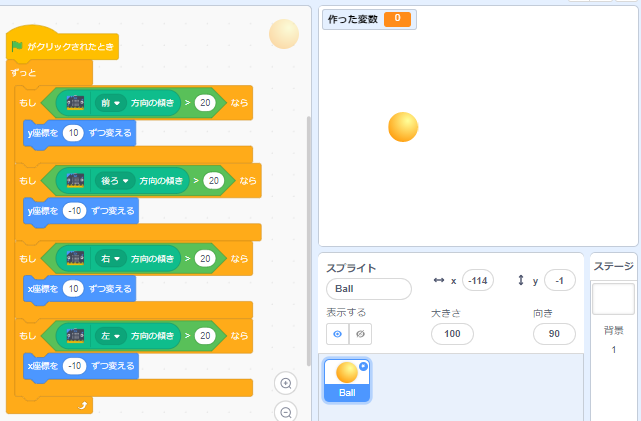 がクリックされたとき
ずっと
もし 前 方向の傾き > 20 なら
y座標を 10 ずつ変える
もし 後ろ 方向の傾き > 20 なら
y座標を -10 ずつ変える
もし 右 方向の傾き > 20 なら
x座標を 10 ずつ変える
もし 左 方向の傾き > 20 なら
x座標を -10 ずつ変える
作った変数 0
スプライト
Ball
x -114
y -1
表示する
大きさ
100
向き
90
Ball
ステージ
背景
1